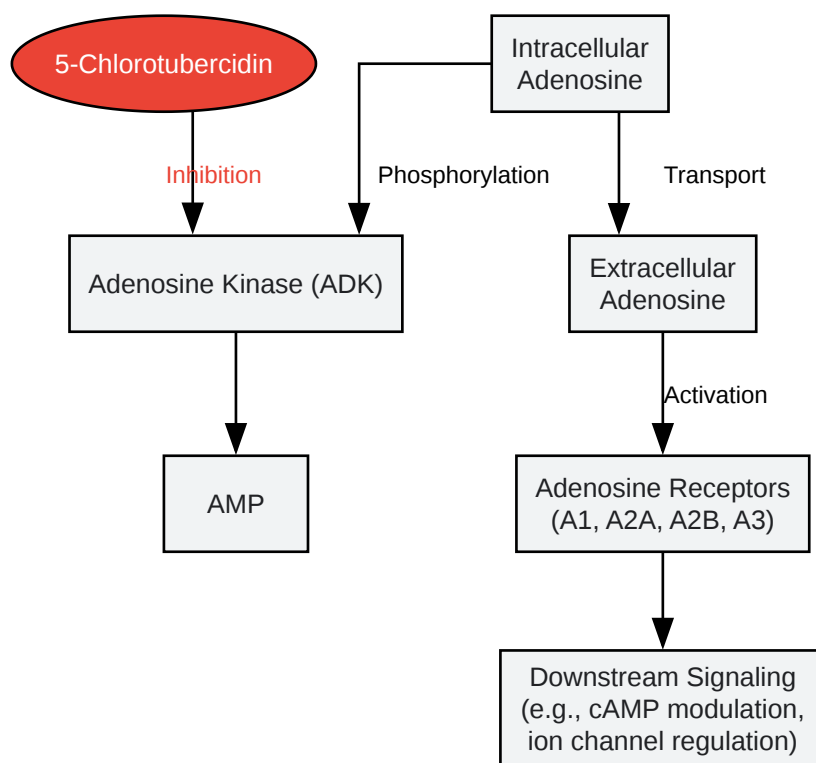 5-Chlorotubercidin
Intracellular
Adenosine
Inhibition
Phosphorylation
Transport
Adenosine Kinase (ADK)
Extracellular
Adenosine
Activation
AMP
Adenosine Receptors
(A1, A2A, A2B, A3)
Downstream Signaling
(e.g., cAMP modulation,
ion channel regulation)